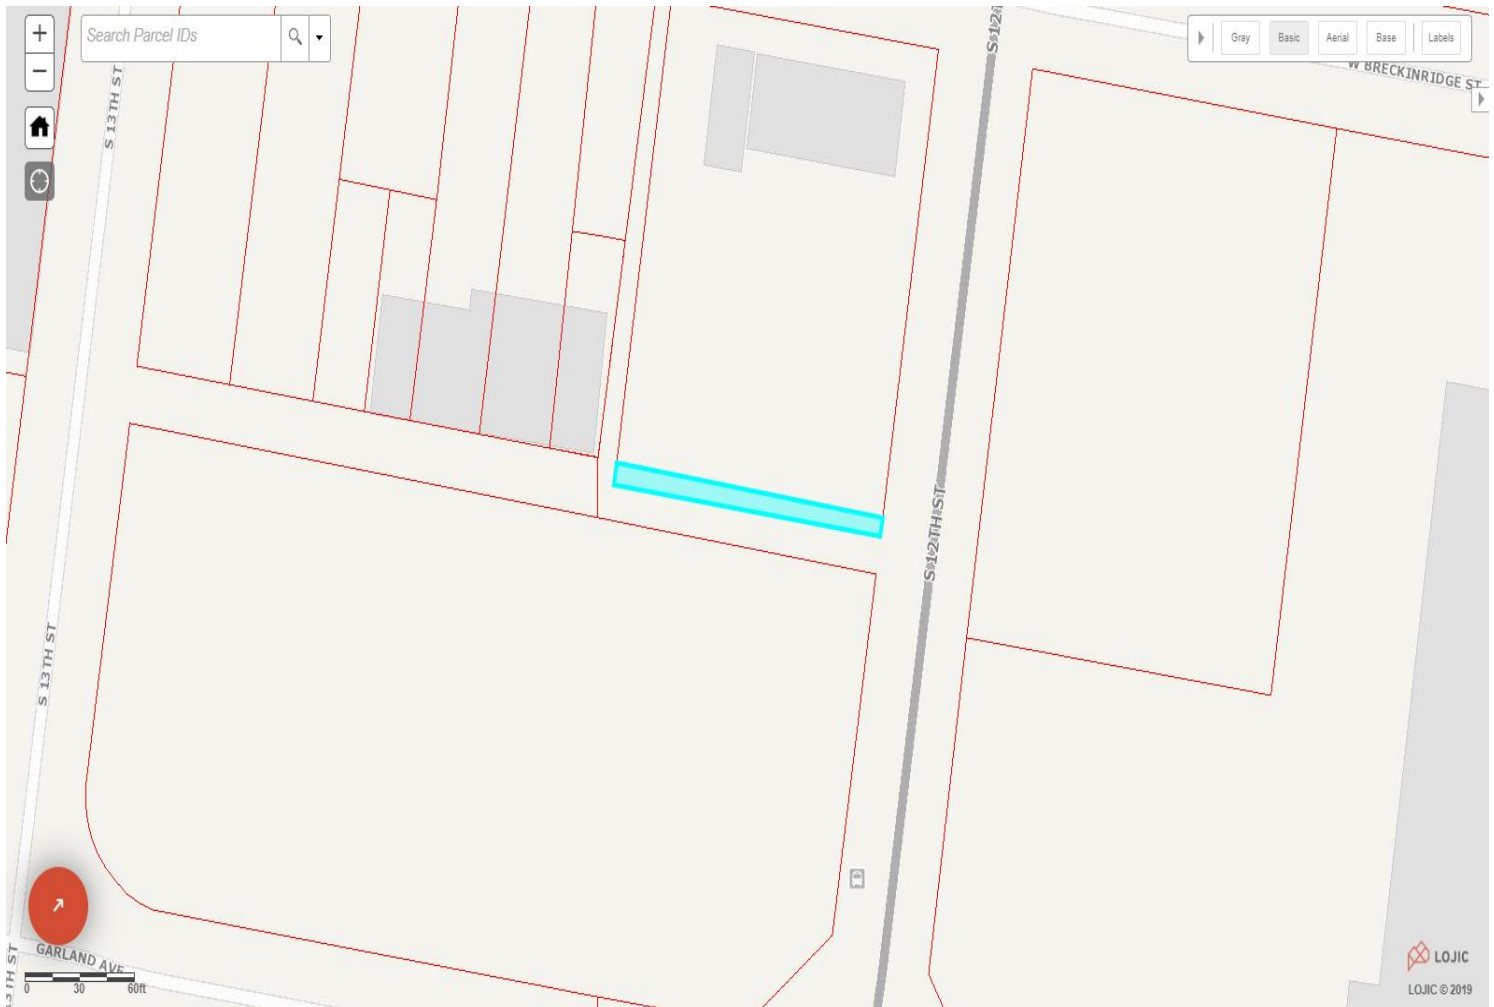 +
Search Parcel IDs
−
Gray
Basic
Aerial
Base
Labels
S 12T
W BRECKINRIDGE ST
S 13TH ST
S 12TH ST
S 13TH ST
GARLAND AVE
0 30 60ft
LOJIC
LOJIC © 2019